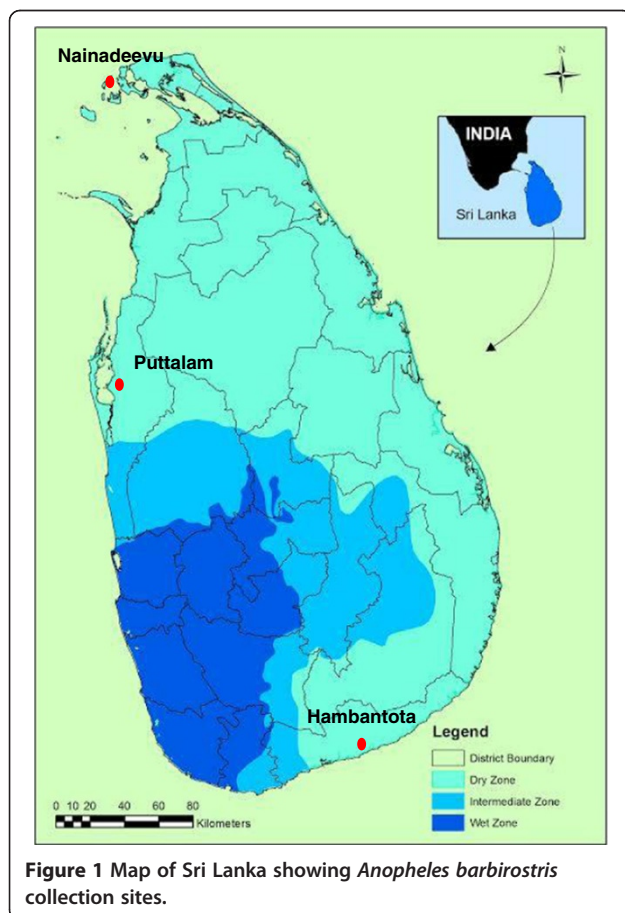 Nainadeevu
N
INDIA
Sri Lanka
Puttalam
Hambantota
Legend
District Boundary
Dry Zone
Intermediate Zone
Wet Zone
0 10 20 40 60 80
Kilometers
Figure 1 Map of Sri Lanka showing Anopheles barbirostris
collection sites.